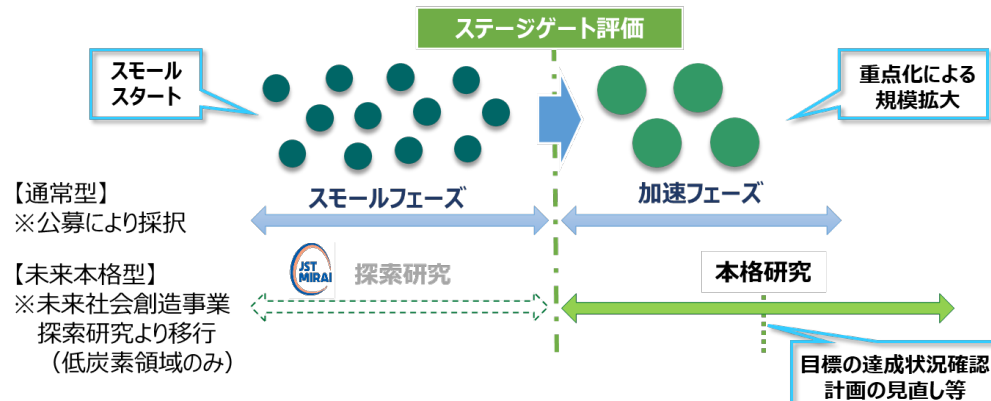 ステージゲート評価
スモール
スタート
重点化による
規模拡大
【通常型】
※公募により採択
スモールフェーズ
加速フェーズ
【未来本格型】
※未来社会創造事業
探索研究より移行
（低炭素領域のみ）
JST
MIRAI
探索研究
本格研究
目標の達成状況確認
計画の見直し等